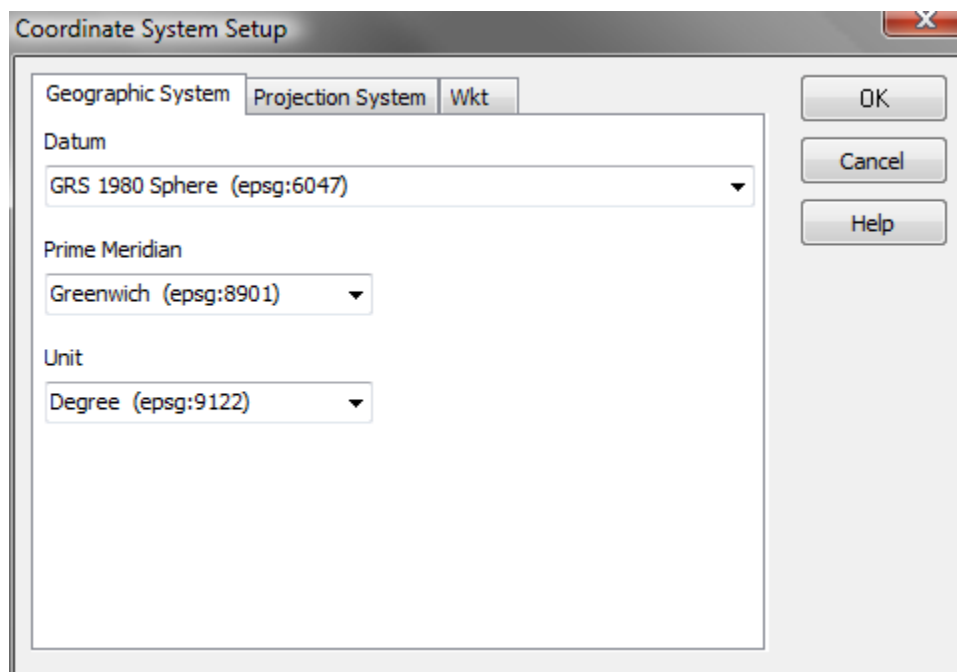 Coordinate System Setup
Geographic System Projection System Wkt
OK
Datum
Cancel
GRS 1980 Sphere (epsg:6047)
Help
Prime Meridian
Greenwich (epsg:8901)
Unit
Degree (epsg:9122)